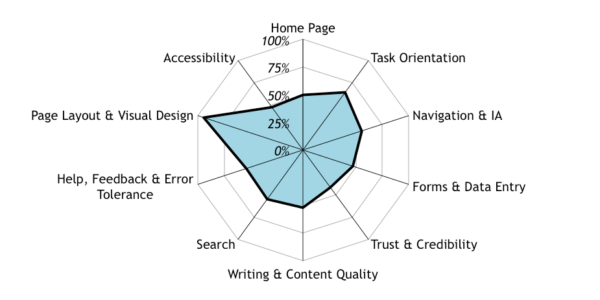 Home Page
100%
Accessibility
Task Orientation
75%
50%
Page Layout & Visual Design
Navigation & IA
25%
0%
Help, Feedback & Error
Tolerance
Forms & Data Entry
Search
Trust & Credibility
Writing & Content Quality